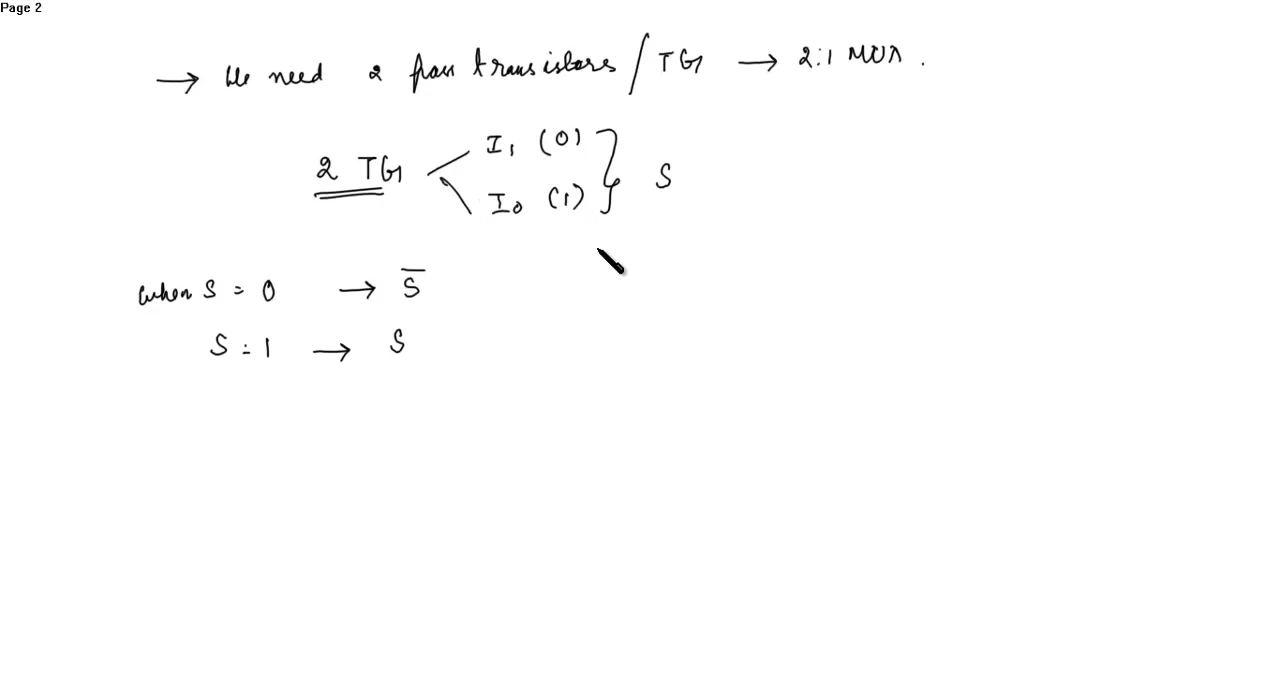 Page 2
→ We need 2 pass transistors / TG → 2:1 MUX .
2 TG I1 (0) } S
I0 (1)
when S = 0 → S̅
S = 1 → S